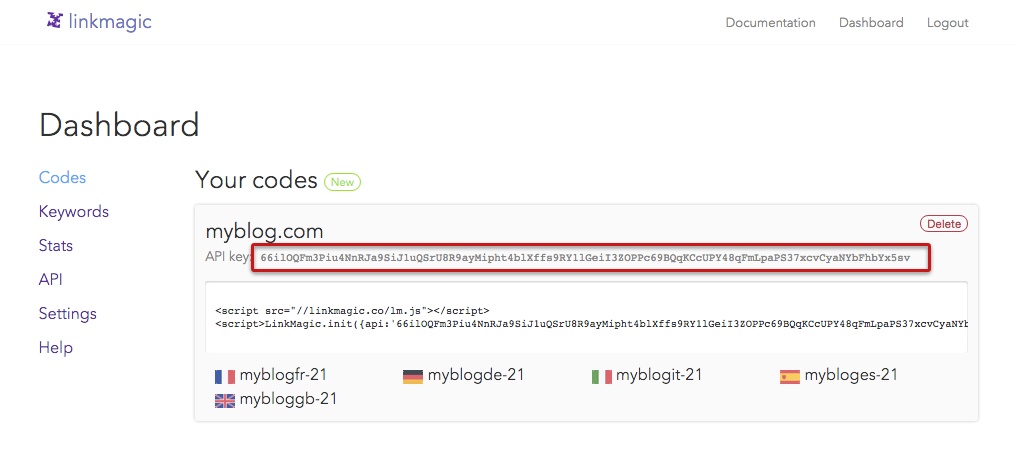 linkmagic
Documentation Dashboard Logout
Dashboard
Codes
Keywords
Stats
API
Settings
Help
Your codes New
myblog.com
Delete
API key: 66ilOQFm3Piu4NnRJa9SiJluQSrU8R9ayMipht4blXffs9RYllGeiI3ZOPPc69BQqKCcUPY48qFmLpaPS37xcvCyaNYbFhbYx5sv
<script src="//linkmagic.co/lm.js"></script>
<script>LinkMagic.init({api:'66ilOQFm3Piu4NnRJa9SiJluQSrU8R9ayMipht4blXffs9RYllGeiI3ZOPPc69BQqKCcUPY48qFmLpaPS37xcvCyaNYb
myblogfr-21 myblogde-21 myblogit-21 mybloges-21
mybloggb-21